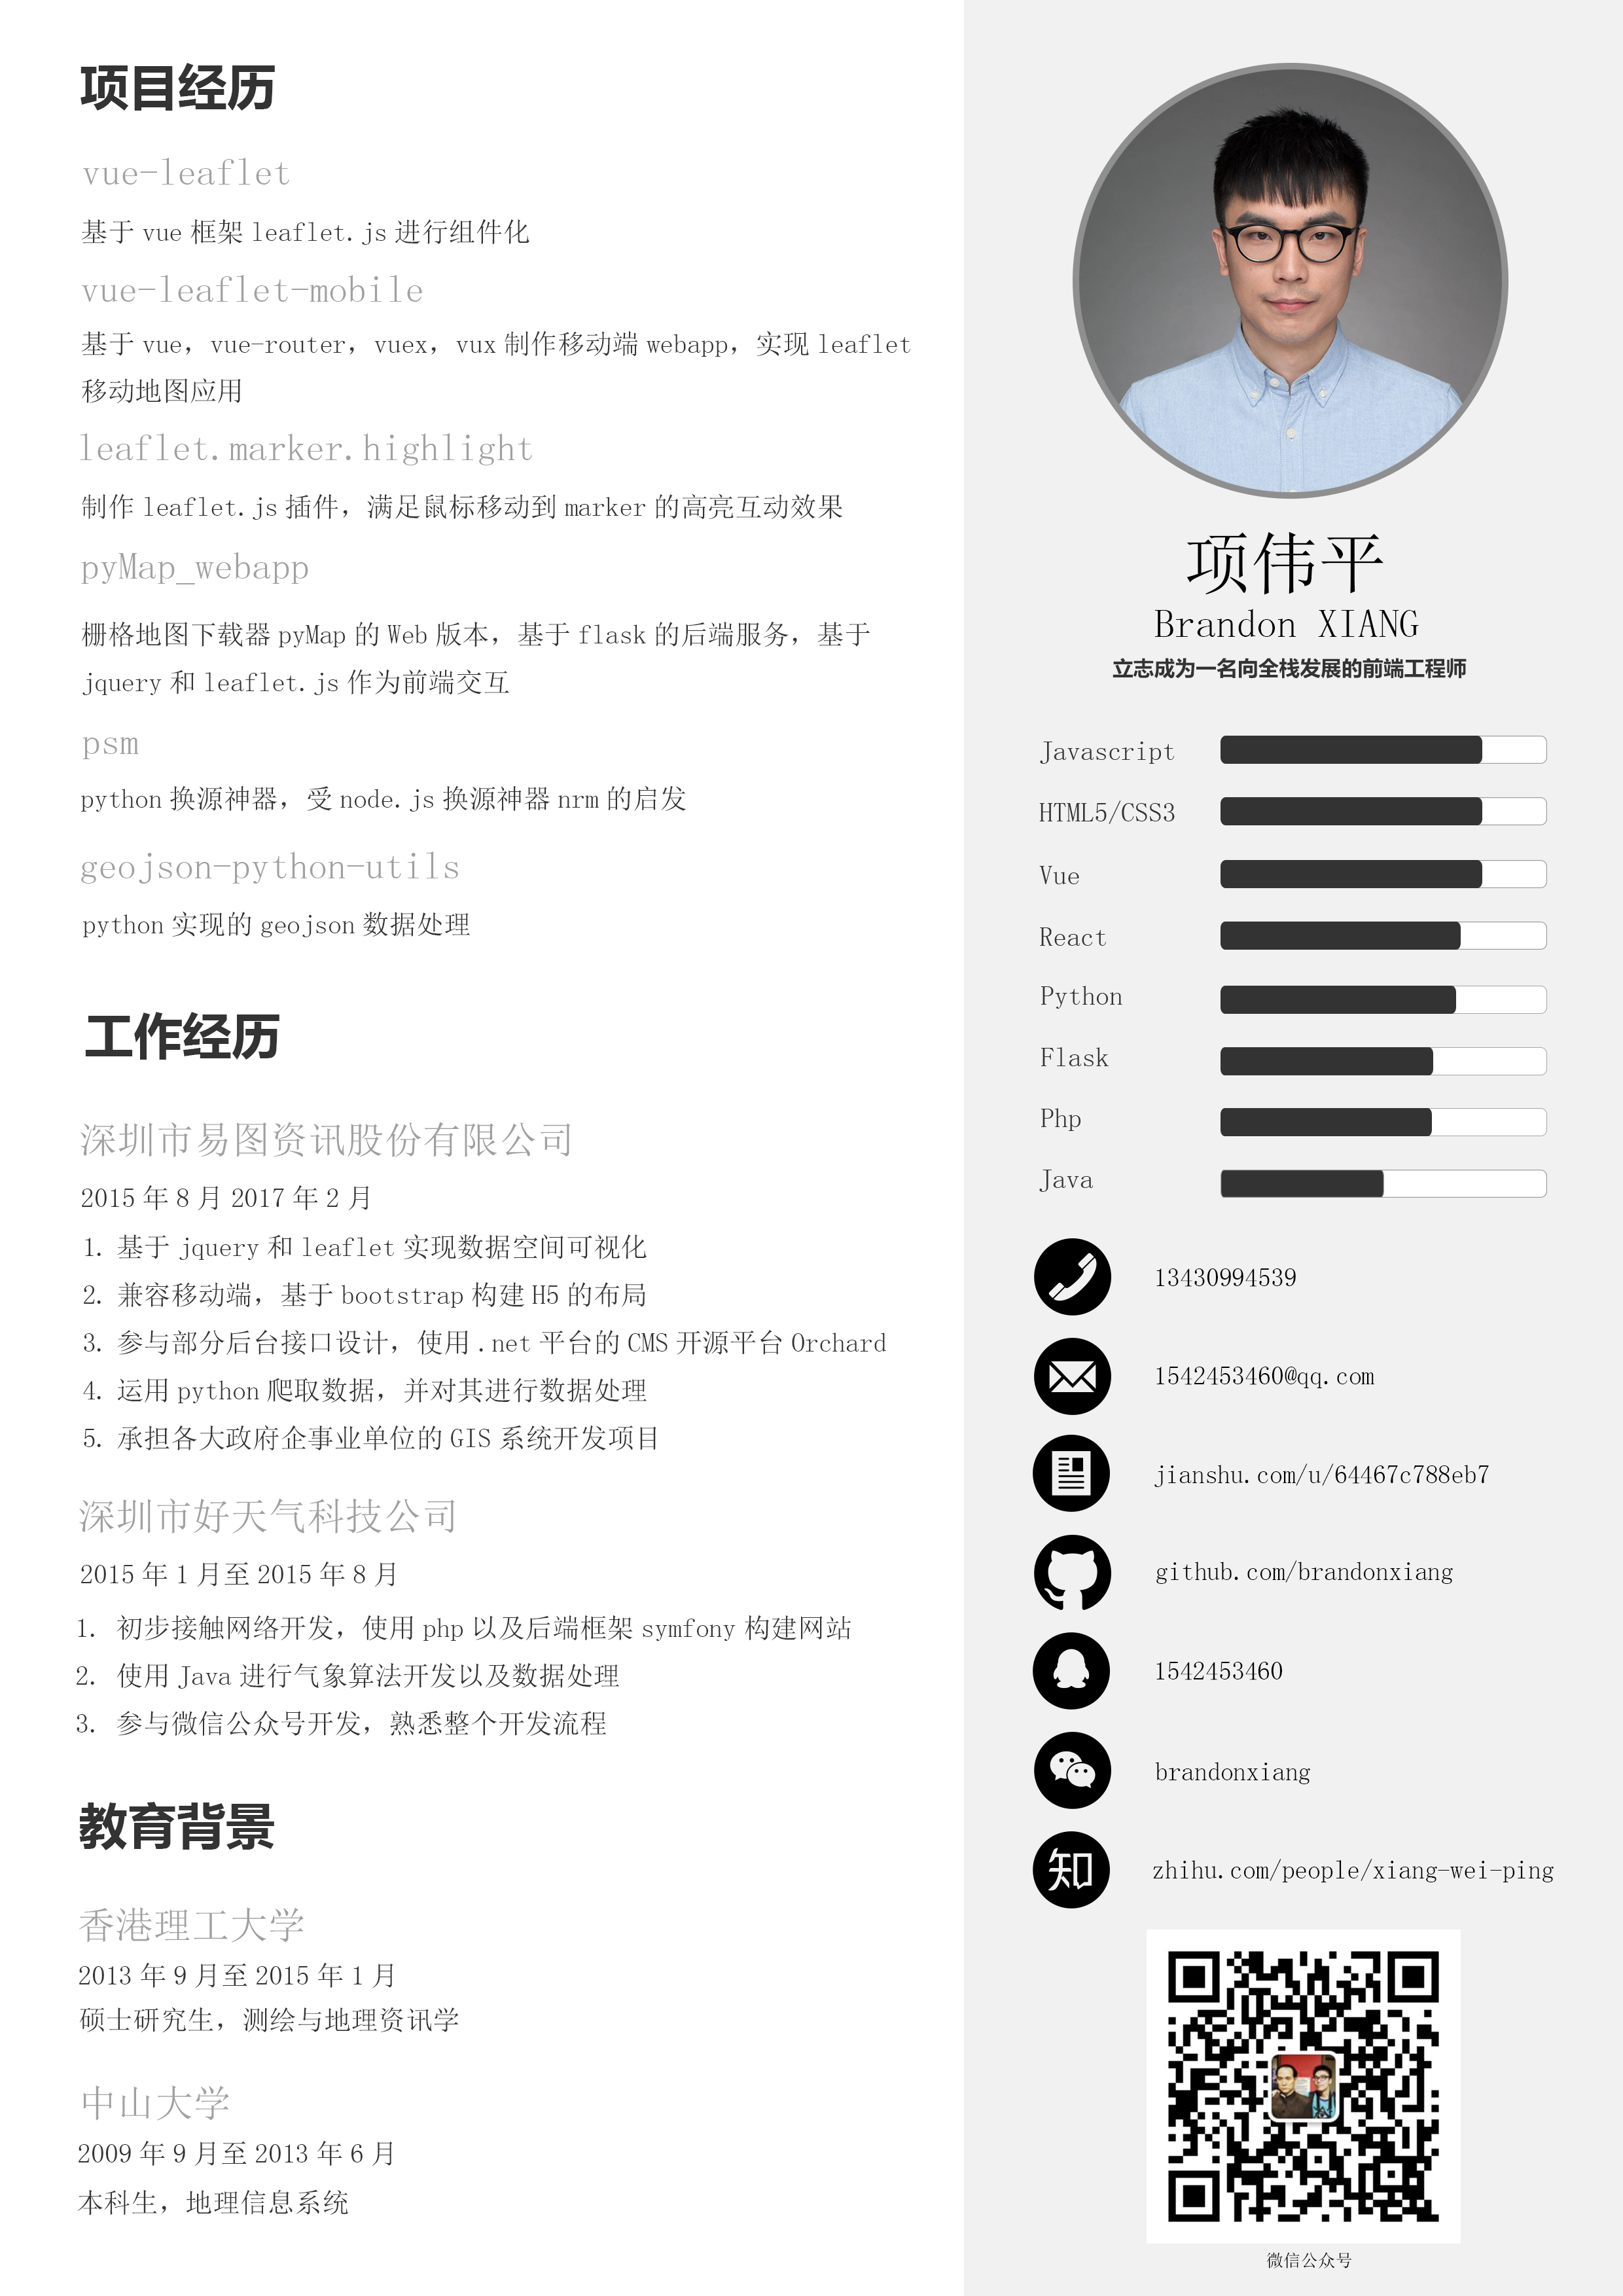 项目经历
vue-leaflet
基于 vue 框架 leaflet.js 进行组件化
vue-leaflet-mobile
基于 vue，vue-router，vuex，vux 制作移动端 webapp，实现 leaflet
移动地图应用
leaflet.marker.highlight
制作 leaflet.js 插件，满足鼠标移动到 marker 的高亮互动效果
pyMap_webapp
栅格地图下载器 pyMap 的 Web 版本，基于 flask 的后端服务，基于
jquery 和 leaflet.js 作为前端交互
psm
python 换源神器，受 node.js 换源神器 nrm 的启发
geojson-python-utils
python 实现的 geojson 数据处理
工作经历
深圳市易图资讯股份有限公司
2015 年 8 月 2017 年 2 月
1. 基于 jquery 和 leaflet 实现数据空间可视化
2. 兼容移动端，基于 bootstrap 构建 H5 的布局
3. 参与部分后台接口设计，使用 .net 平台的 CMS 开源平台 Orchard
4. 运用 python 爬取数据，并对其进行数据处理
5. 承担各大政府企事业单位的 GIS 系统开发项目
深圳市好天气科技公司
2015 年 1 月至 2015 年 8 月
1. 初步接触网络开发，使用 php 以及后端框架 symfony 构建网站
2. 使用 Java 进行气象算法开发以及数据处理
3. 参与微信公众号开发，熟悉整个开发流程
教育背景
香港理工大学
2013 年 9 月至 2015 年 1 月
硕士研究生，测绘与地理资讯学
中山大学
2009 年 9 月至 2013 年 6 月
本科生，地理信息系统
项伟平
Brandon XIANG
立志成为一名向全栈发展的前端工程师
Javascript
HTML5/CSS3
Vue
React
Python
Flask
Php
Java
13430994539
1542453460@qq.com
jianshu.com/u/64467c788eb7
github.com/brandonxiang
1542453460
brandonxiang
知
zhihu.com/people/xiang-wei-ping
微信公众号